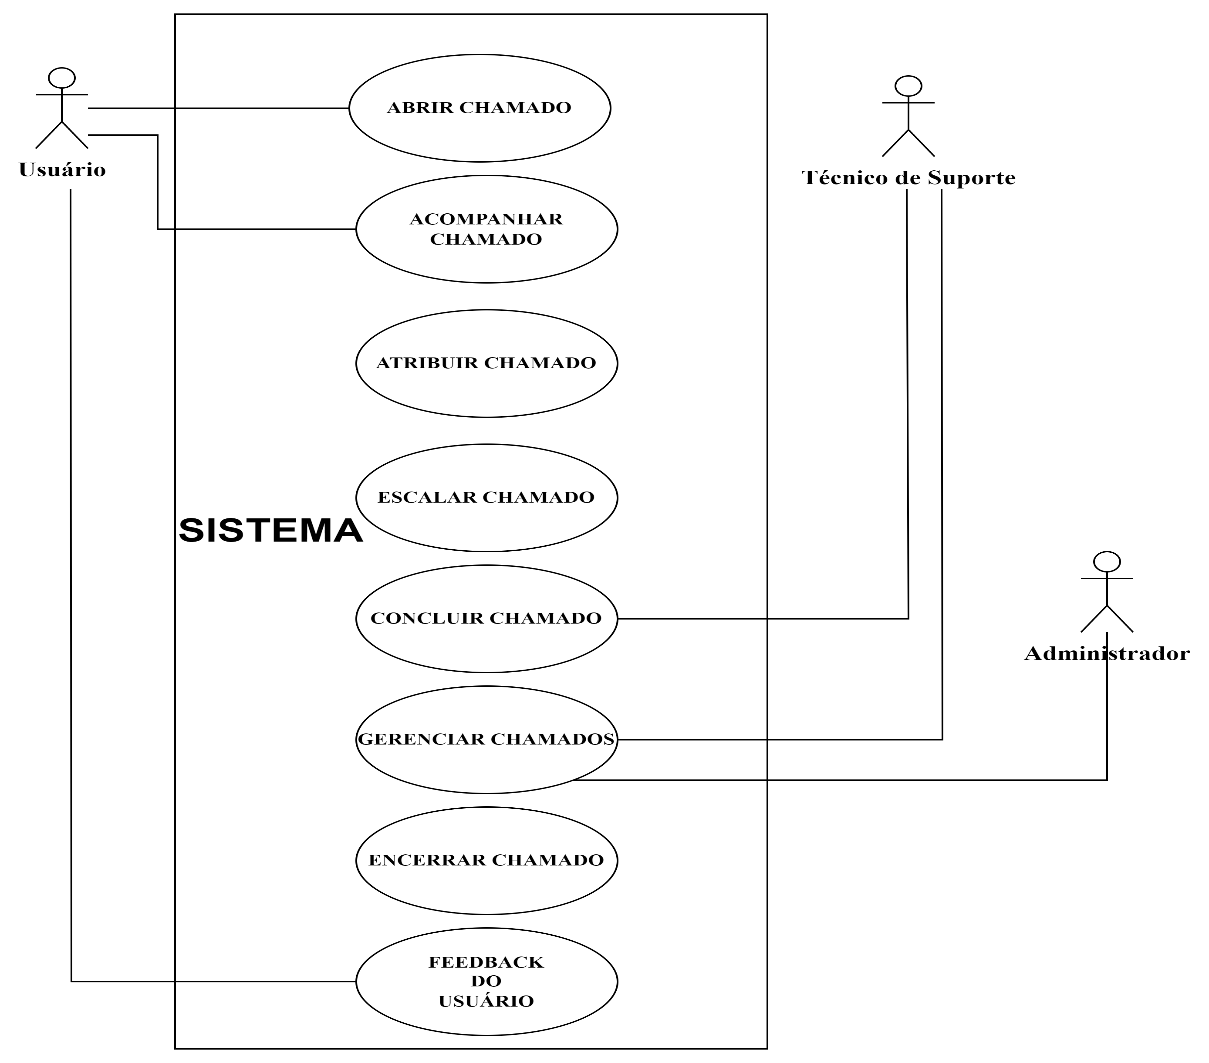 ABRIR CHAMADO
Usuário
Técnico de Suporte
ACOMPANHAR
CHAMADO
ATRIBUIR CHAMADO
ESCALAR CHAMADO
SISTEMA
CONCLUIR CHAMADO
Administrador
GERENCIAR CHAMADOS
ENCERRAR CHAMADO
FEEDBACK
DO
USUÁRIO